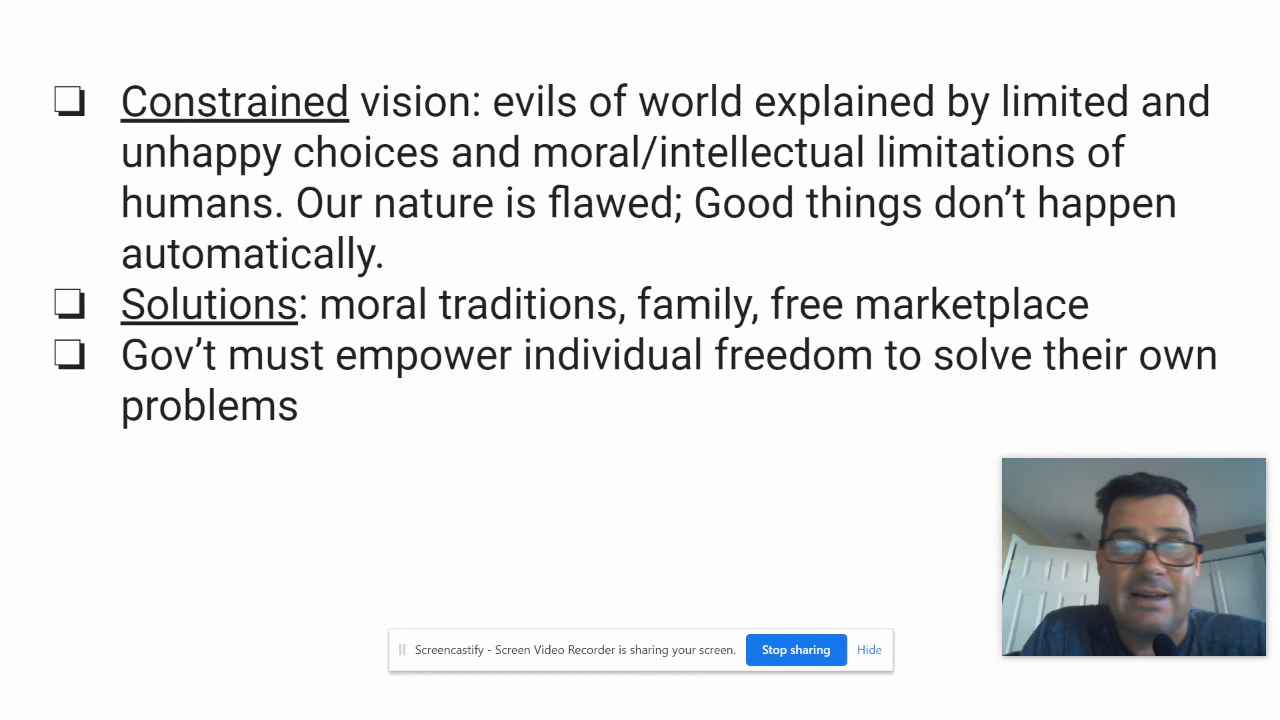 ❏ Constrained vision: evils of world explained by limited and
unhappy choices and moral/intellectual limitations of
humans. Our nature is flawed; Good things don’t happen
automatically.
❏ Solutions: moral traditions, family, free marketplace
❏ Gov’t must empower individual freedom to solve their own
problems
Screencastify - Screen Video Recorder is sharing your screen. Stop sharing Hide